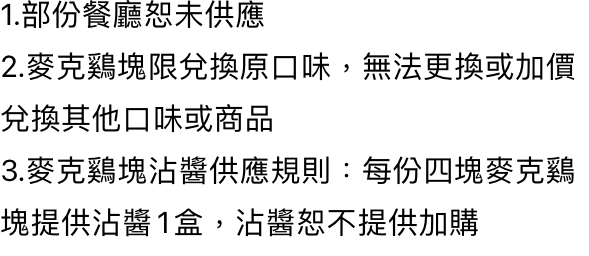 1.部份餐廳恕未供應
2.麥克鷄塊限兌換原口味，無法更換或加價
兌換其他口味或商品
3.麥克鷄塊沾醬供應規則：每份四塊麥克鷄
塊提供沾醬1盒，沾醬恕不提供加購